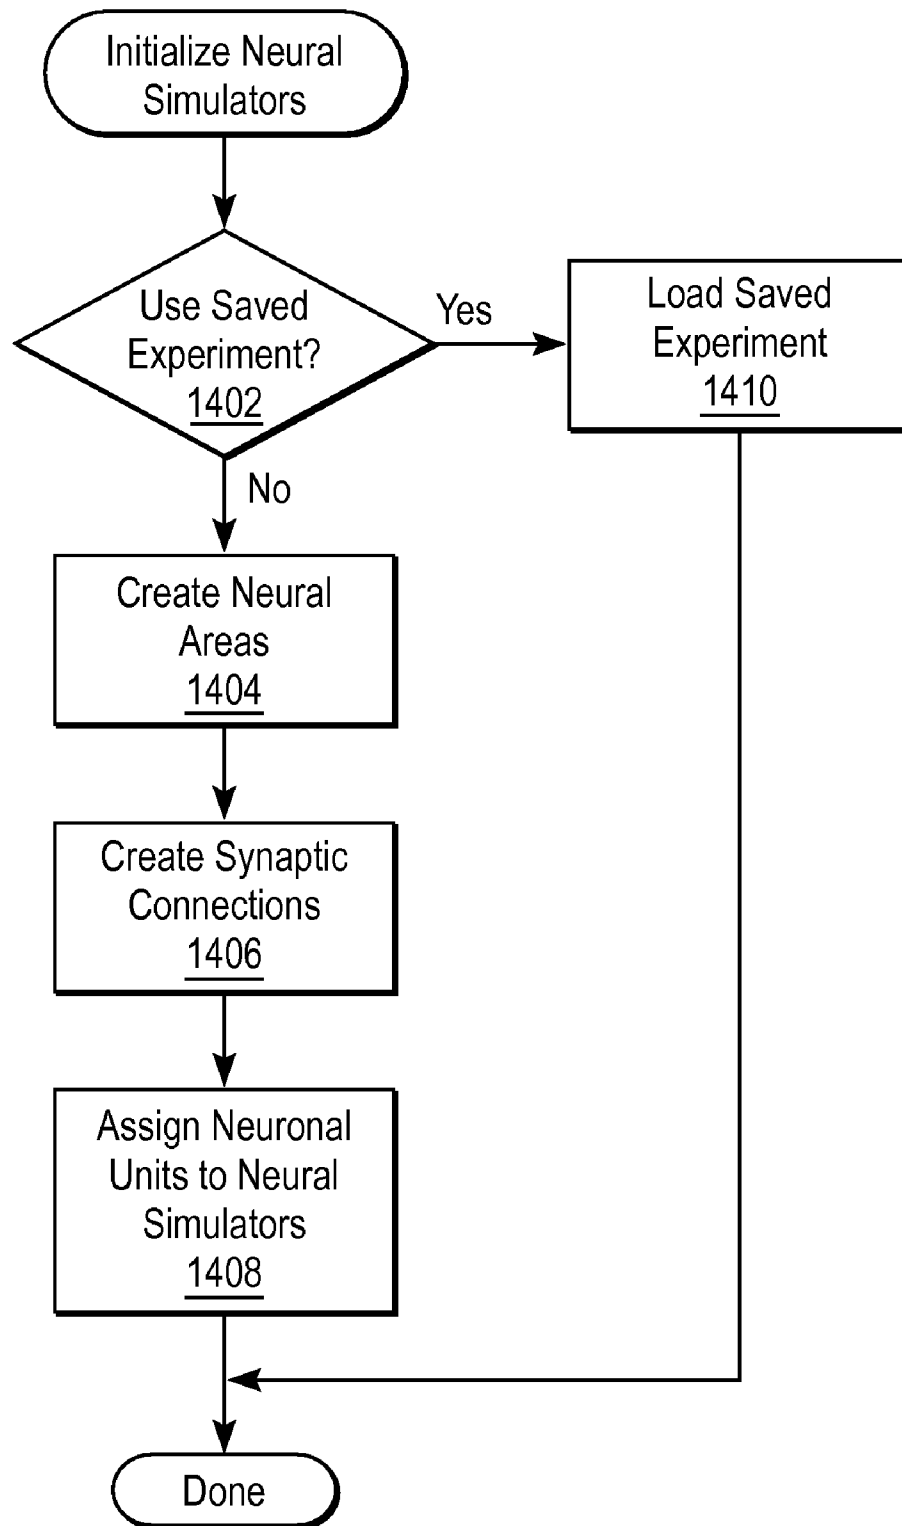 Initialize Neural
Simulators
Use Saved
Experiment?
1402
Yes
Load Saved
Experiment
1410
No
Create Neural
Areas
1404
Create Synaptic
Connections
1406
Assign Neuronal
Units to Neural
Simulators
1408
Done